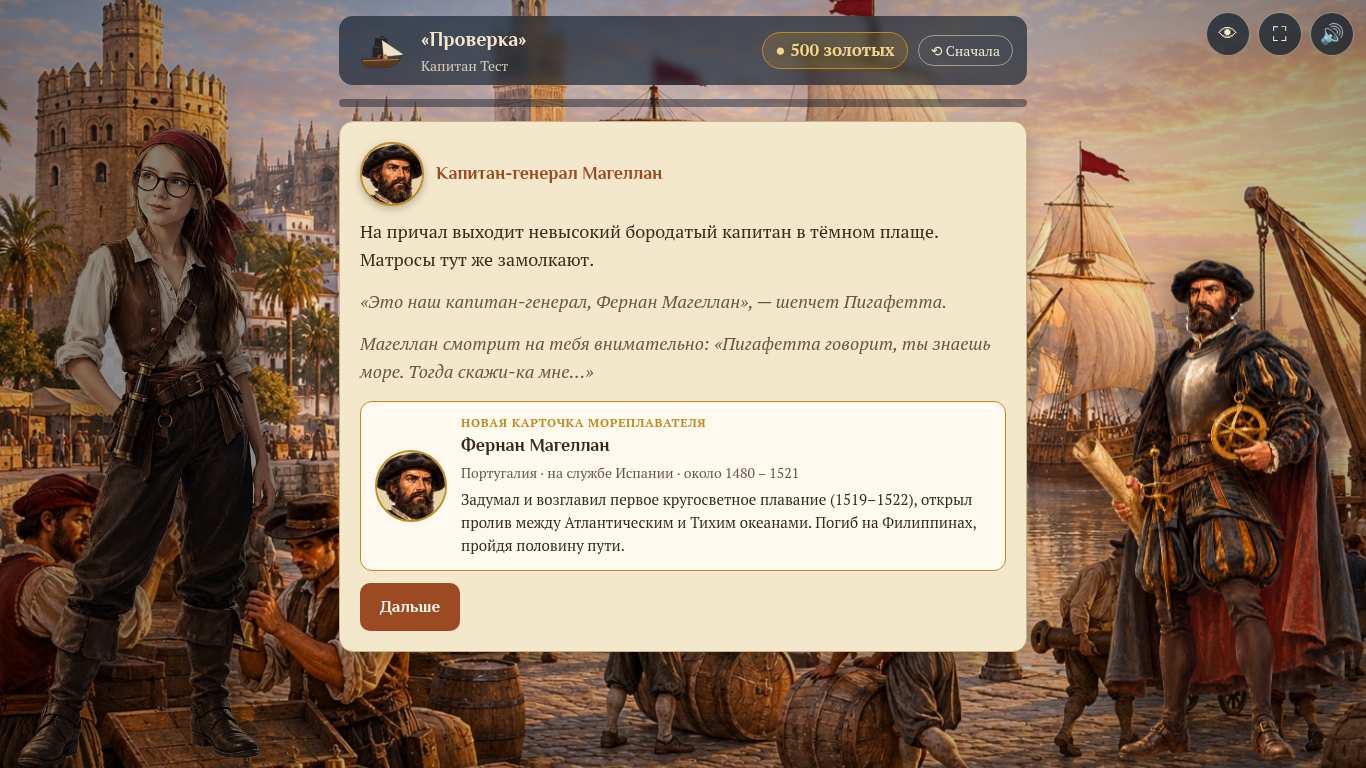 «Проверка»
Капитан Тест
500 золотых
⟲ Сначала
Капитан-генерал Магеллан
На причал выходит невысокий бородатый капитан в тёмном плаще.
Матросы тут же замолкают.
«Это наш капитан-генерал, Фернан Магеллан», — шепчет Пигафетта.
Магеллан смотрит на тебя внимательно: «Пигафетта говорит, ты знаешь
море. Тогда скажи-ка мне…»
НОВАЯ КАРТОЧКА МОРЕПЛАВАТЕЛЯ
Фернан Магеллан
Португалия · на службе Испании · около 1480 – 1521
Задумал и возглавил первое кругосветное плавание (1519–1522), открыл
пролив между Атлантическим и Тихим океанами. Погиб на Филиппинах,
пройдя половину пути.
Дальше